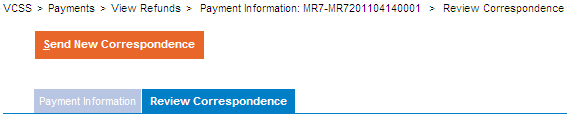 VCSS > Payments > View Refunds > Payment Information: MR7-MR7201104140001 > Review Correspondence
Send New Correspondence
Payment Information Review Correspondence